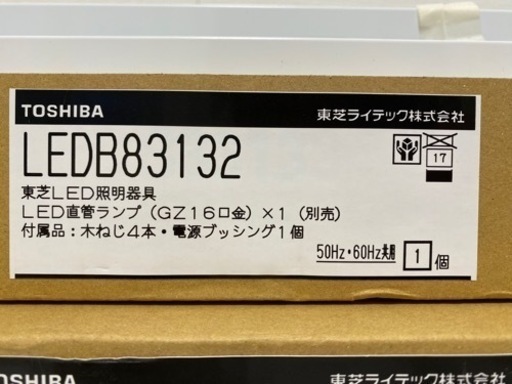 TOSHIBA 東芝ライテック株式会社
LEDB83132
17
東芝LED照明器具
LED直管ランプ（GZ16口金）×1（別売）
付属品：木ねじ4本・電源ブッシング1個
50Hz・60Hz共用 1個
TOSHIBA 東芝ライテック株式会社